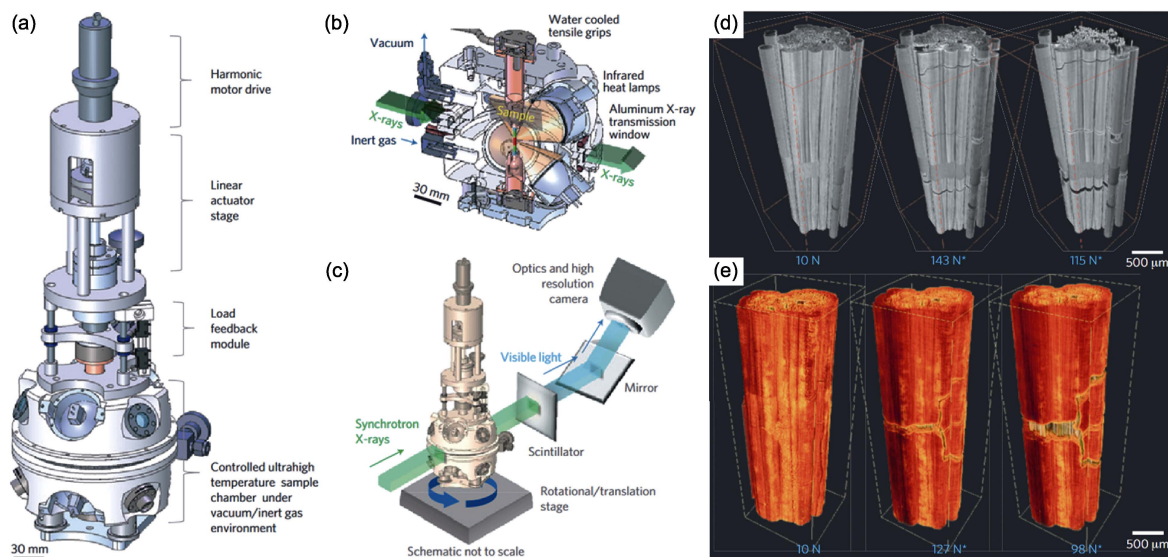 (a)
Harmonic
motor drive
Linear
actuator
stage
Load
feedback
module
Controlled ultrahigh
temperature sample
chamber under
vacuum/inert gas
environment
30 mm
(b)
Water cooled
tensile grips
Vacuum
Infrared
heat lamps
Aluminum X-ray
transmission
window
Sample
X-rays
Inert gas
X-rays
30 mm
(c)
Optics and high
resolution
camera
Visible light
Mirror
Synchrotron
X-rays
Scintillator
Rotational/translation
stage
Schematic not to scale
(d)
10 N
143 N*
115 N*
500 μm
(e)
10 N
127 N*
98 N*
500 μm